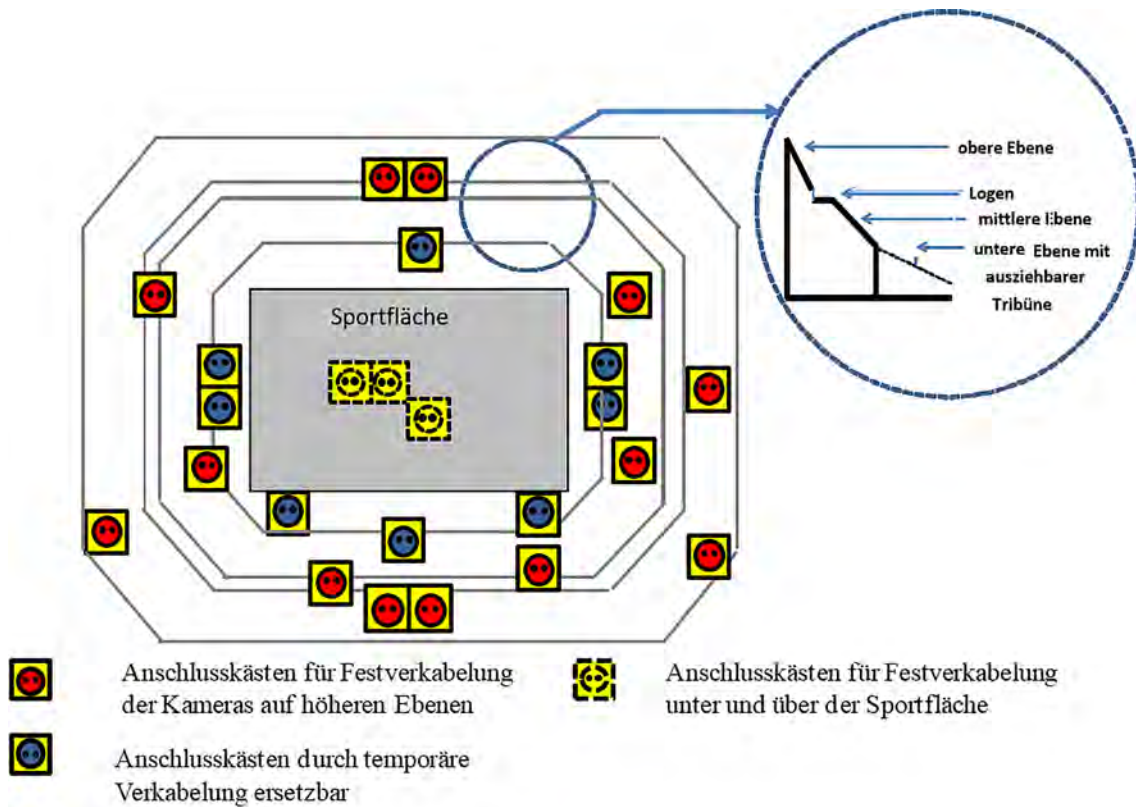 obere Ebene
Logen
mittlere Ebene
untere Ebene mit
ausziehbarer
Tribüne
Sportfläche
Anschlusskästen für Festverkabelung
der Kameras auf höheren Ebenen
Anschlusskästen für Festverkabelung
unter und über der Sportfläche
Anschlusskästen durch temporäre
Verkabelung ersetzbar